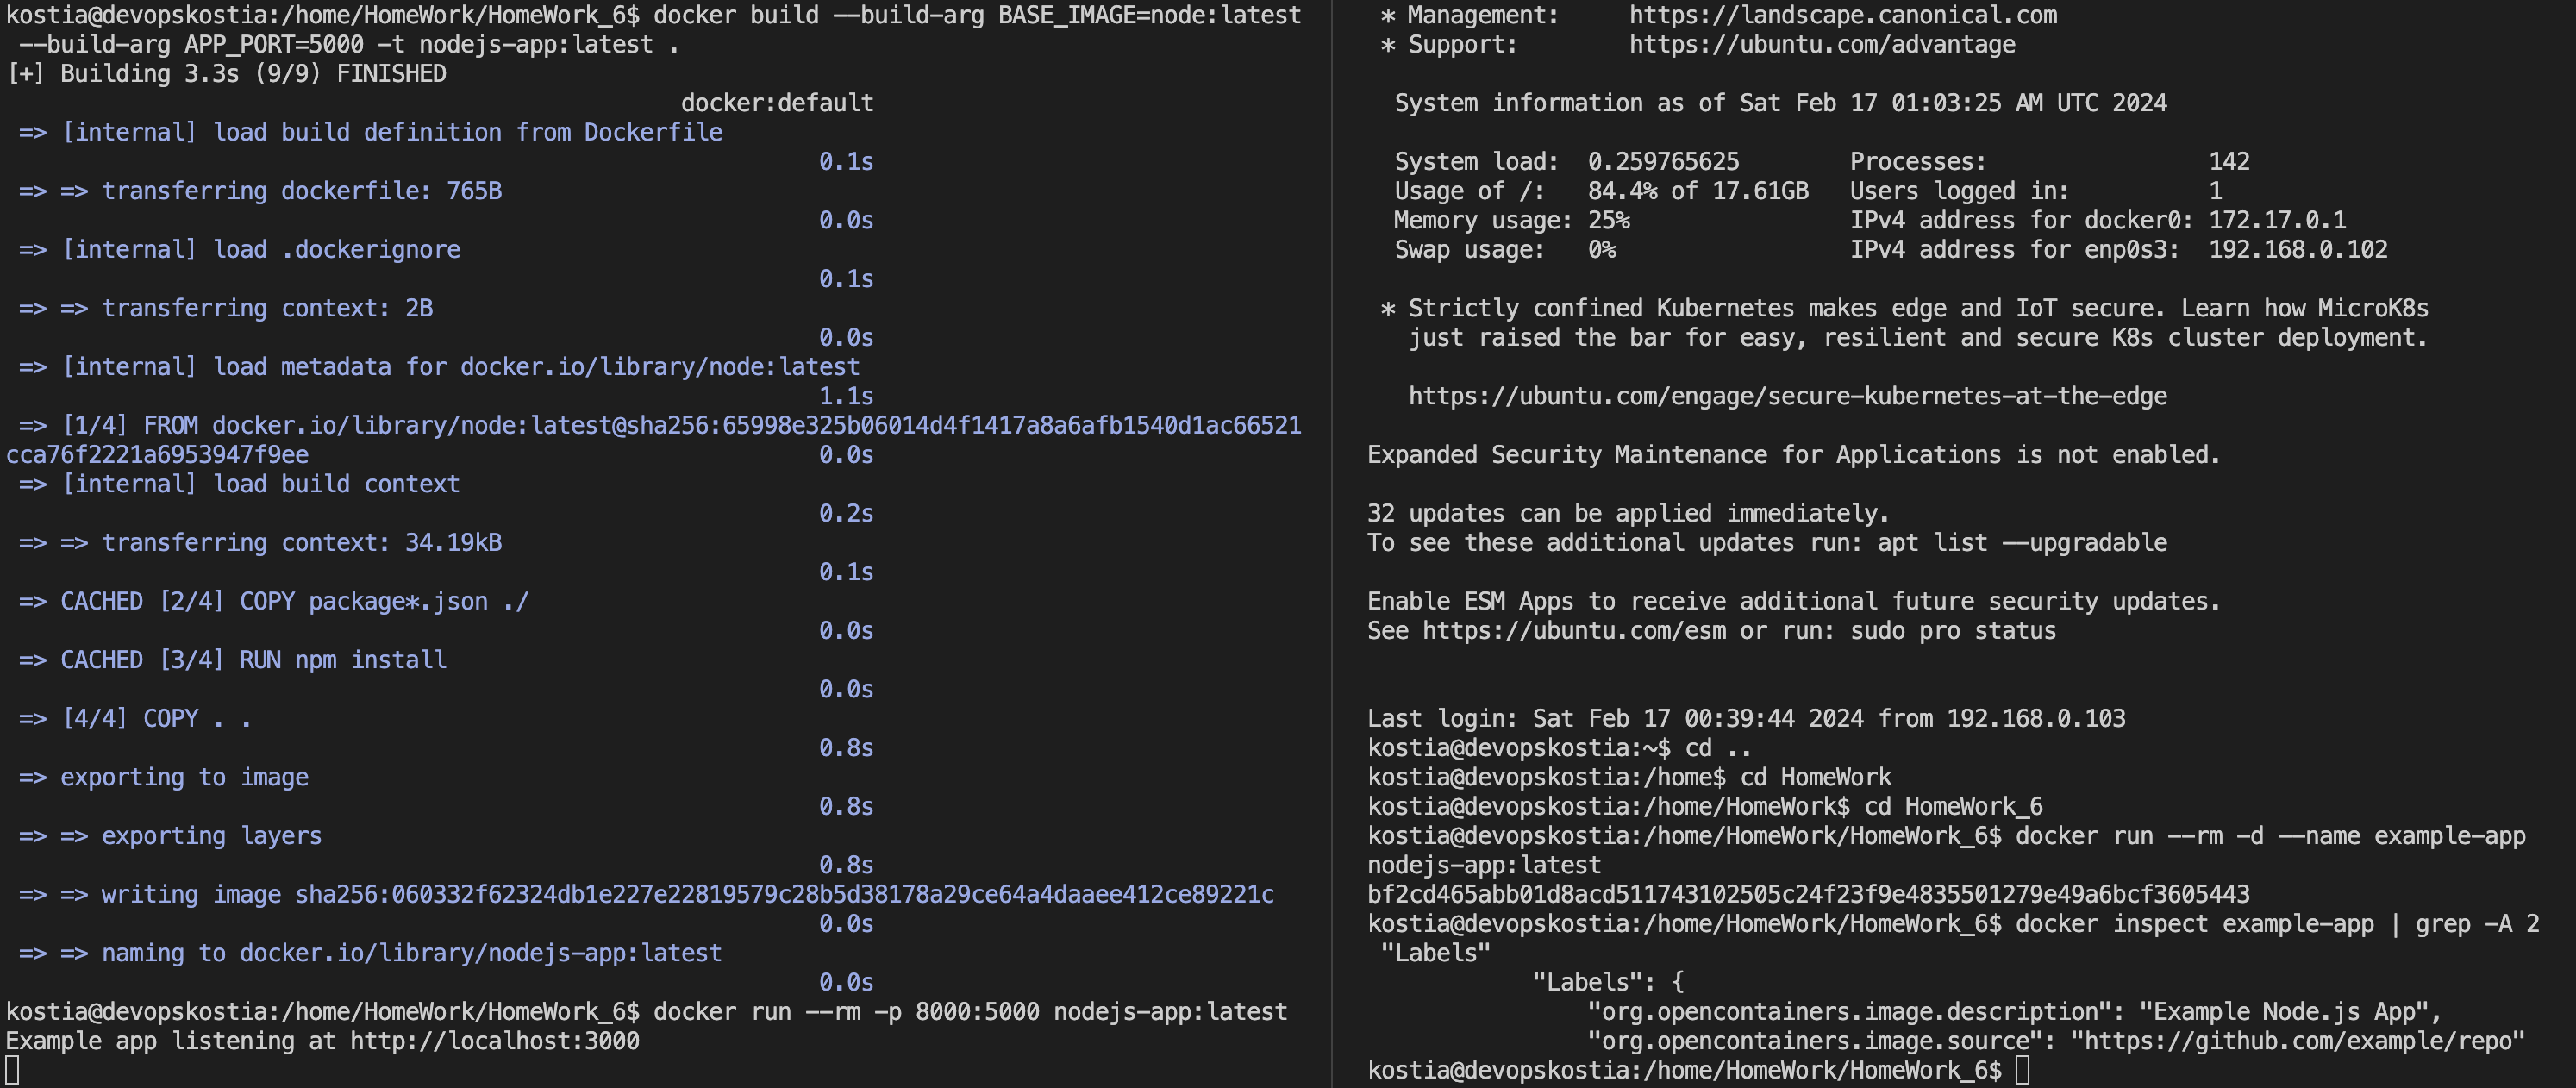 kostia@devopskostia:/home/HomeWork/HomeWork_6$ docker build --build-arg BASE_IMAGE=node:latest
 --build-arg APP_PORT=5000 -t nodejs-app:latest .
[+] Building 3.3s (9/9) FINISHED
docker:default
=> [internal] load build definition from Dockerfile
0.1s
=> => transferring dockerfile: 765B
0.0s
=> [internal] load .dockerignore
0.1s
=> => transferring context: 2B
0.0s
=> [internal] load metadata for docker.io/library/node:latest
1.1s
=> [1/4] FROM docker.io/library/node:latest@sha256:65998e325b06014d4f1417a8a6afb1540d1ac66521
cca76f2221a6953947f9ee 0.0s
=> [internal] load build context
0.2s
=> => transferring context: 34.19kB
0.1s
=> CACHED [2/4] COPY package*.json ./
0.0s
=> CACHED [3/4] RUN npm install
0.0s
=> [4/4] COPY . .
0.8s
=> exporting to image
0.8s
=> => exporting layers
0.8s
=> => writing image sha256:060332f62324db1e227e22819579c28b5d38178a29ce64a4daaee412ce89221c
0.0s
=> => naming to docker.io/library/nodejs-app:latest
0.0s
kostia@devopskostia:/home/HomeWork/HomeWork_6$ docker run --rm -p 8000:5000 nodejs-app:latest
Example app listening at http://localhost:3000
* Management: https://landscape.canonical.com
* Support: https://ubuntu.com/advantage
System information as of Sat Feb 17 01:03:25 AM UTC 2024
System load: 0.259765625 Processes: 142
Usage of /: 84.4% of 17.61GB Users logged in: 1
Memory usage: 25% IPv4 address for docker0: 172.17.0.1
Swap usage: 0% IPv4 address for enp0s3: 192.168.0.102
* Strictly confined Kubernetes makes edge and IoT secure. Learn how MicroK8s
just raised the bar for easy, resilient and secure K8s cluster deployment.
https://ubuntu.com/engage/secure-kubernetes-at-the-edge
Expanded Security Maintenance for Applications is not enabled.
32 updates can be applied immediately.
To see these additional updates run: apt list --upgradable
Enable ESM Apps to receive additional future security updates.
See https://ubuntu.com/esm or run: sudo pro status
Last login: Sat Feb 17 00:39:44 2024 from 192.168.0.103
kostia@devopskostia:~$ cd ..
kostia@devopskostia:/home$ cd HomeWork
kostia@devopskostia:/home/HomeWork$ cd HomeWork_6
kostia@devopskostia:/home/HomeWork/HomeWork_6$ docker run --rm -d --name example-app
nodejs-app:latest
bf2cd465abb01d8acd511743102505c24f23f9e4835501279e49a6bcf3605443
kostia@devopskostia:/home/HomeWork/HomeWork_6$ docker inspect example-app | grep -A 2
"Labels"
"Labels": {
"org.opencontainers.image.description": "Example Node.js App",
"org.opencontainers.image.source": "https://github.com/example/repo"
kostia@devopskostia:/home/HomeWork/HomeWork_6$